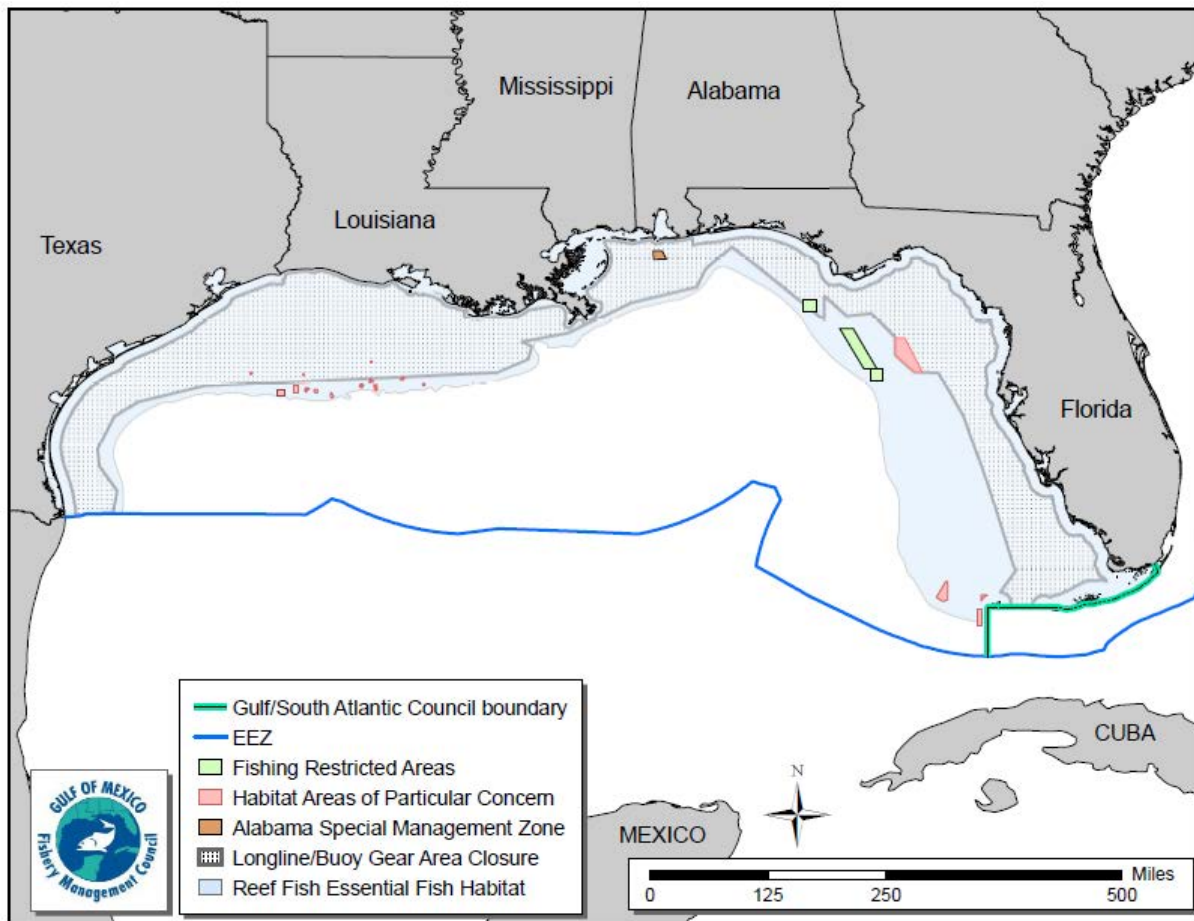 Mississippi
Alabama
Louisiana
Texas
Florida
Gulf/South Atlantic Council boundary
EEZ
Fishing Restricted Areas
Habitat Areas of Particular Concern
Alabama Special Management Zone
Longline/Buoy Gear Area Closure
Reef Fish Essential Fish Habitat
GULF OF MEXICO
Fishery Management Council
CUBA
N
MEXICO
Miles
0 125 250 500